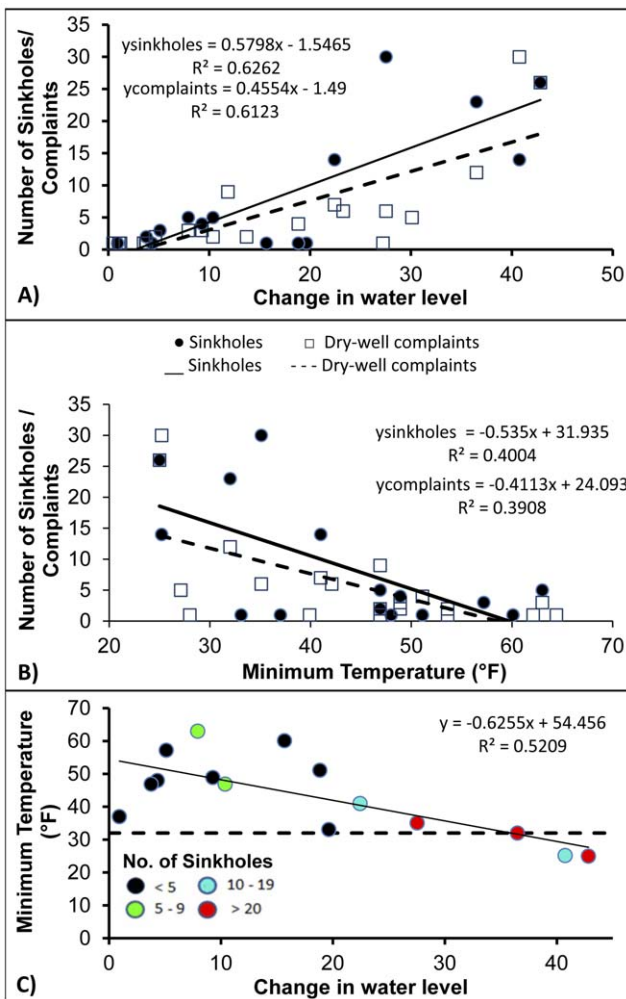 Number of Sinkholes/
Complaints
35
30
25
20
15
10
5
0
ysinkholes = 0.5798x - 1.5465
R² = 0.6262
ycomplaints = 0.4554x - 1.49
R² = 0.6123
0 10 20 30 40 50
Change in water level
A)
Sinkholes Dry-well complaints
Sinkholes Dry-well complaints
Number of Sinkholes /
Complaints
35
30
25
20
15
10
5
0
ysinkholes = -0.535x + 31.935
R² = 0.4004
ycomplaints = -0.4113x + 24.093
R² = 0.3908
20 30 40 50 60 70
Minimum Temperature (°F)
B)
Minimum Temperature
(°F)
70
60
50
40
30
20
10
0
y = -0.6255x + 54.456
R² = 0.5209
No. of Sinkholes
< 5 10 - 19
5 - 9 > 20
0 10 20 30 40
Change in water level
C)